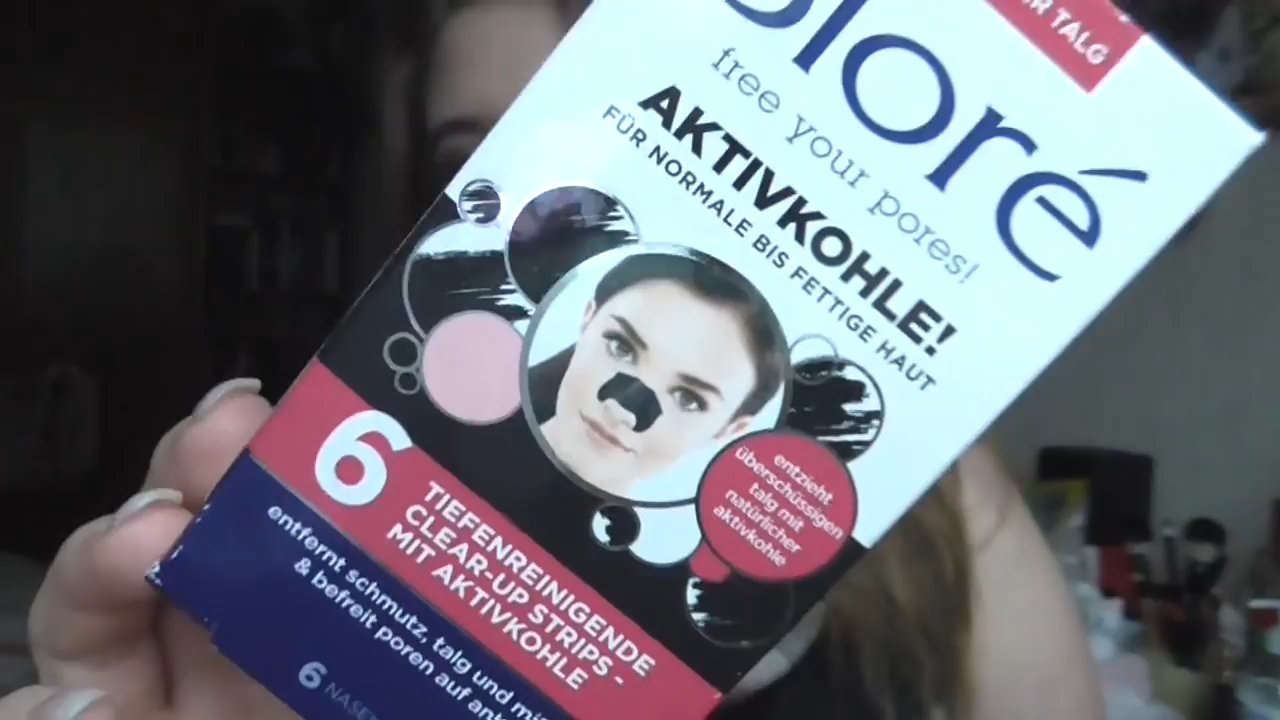 Bioré
TALG
free your pores!
AKTIVKOHLE!
FÜR NORMALE BIS FETTIGE HAUT
entzieht
überschüssigen
talg mit
natürlicher
aktivkohle
6
TIEFENREINIGENDE
CLEAR-UP STRIPS -
MIT AKTIVKOHLE
entfernt schmutz, talg und
& befreit poren auf
6